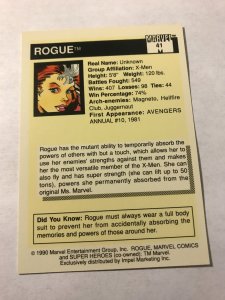 ROGUE™
MARVEL
41
Real Name: Unknown
Group Affiliation: X-Men
Height: 5'8" Weight: 120 lbs.
Battles Fought: 549
Wins: 407 Losses: 98 Ties: 44
Win Percentage: 74%
Arch-enemies: Magneto, Hellfire
Club, Juggernaut
First Appearance: AVENGERS
ANNUAL #10, 1981
Rogue has the mutant ability to temporarily absorb the
powers of others with but a touch, which allows her to
use her enemies' strengths against them and makes
her the most versatile member of the X-Men. She can
also fly and has super strength (she can lift up to 50
tons), powers she permanently absorbed from the
original Ms. Marvel.
Did You Know: Rogue must always wear a full body
suit to prevent her from accidentally absorbing the
memories and powers of those around her.
© 1990 Marvel Entertainment Group, Inc. ROGUE, MARVEL COMICS
and SUPER HEROES (co-owned): TM Marvel.
Exclusively distributed by Impel Marketing Inc.